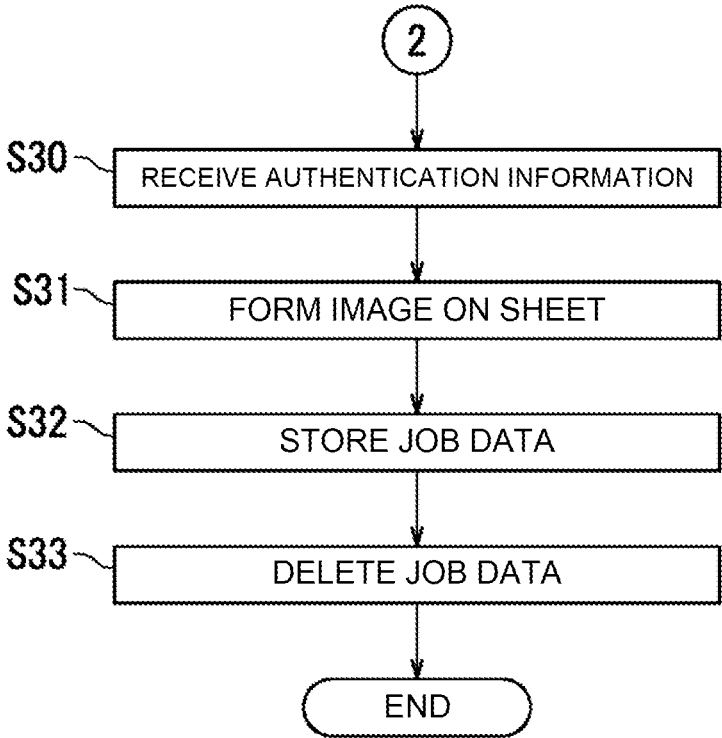 2
S30 RECEIVE AUTHENTICATION INFORMATION
S31 FORM IMAGE ON SHEET
S32 STORE JOB DATA
S33 DELETE JOB DATA
END